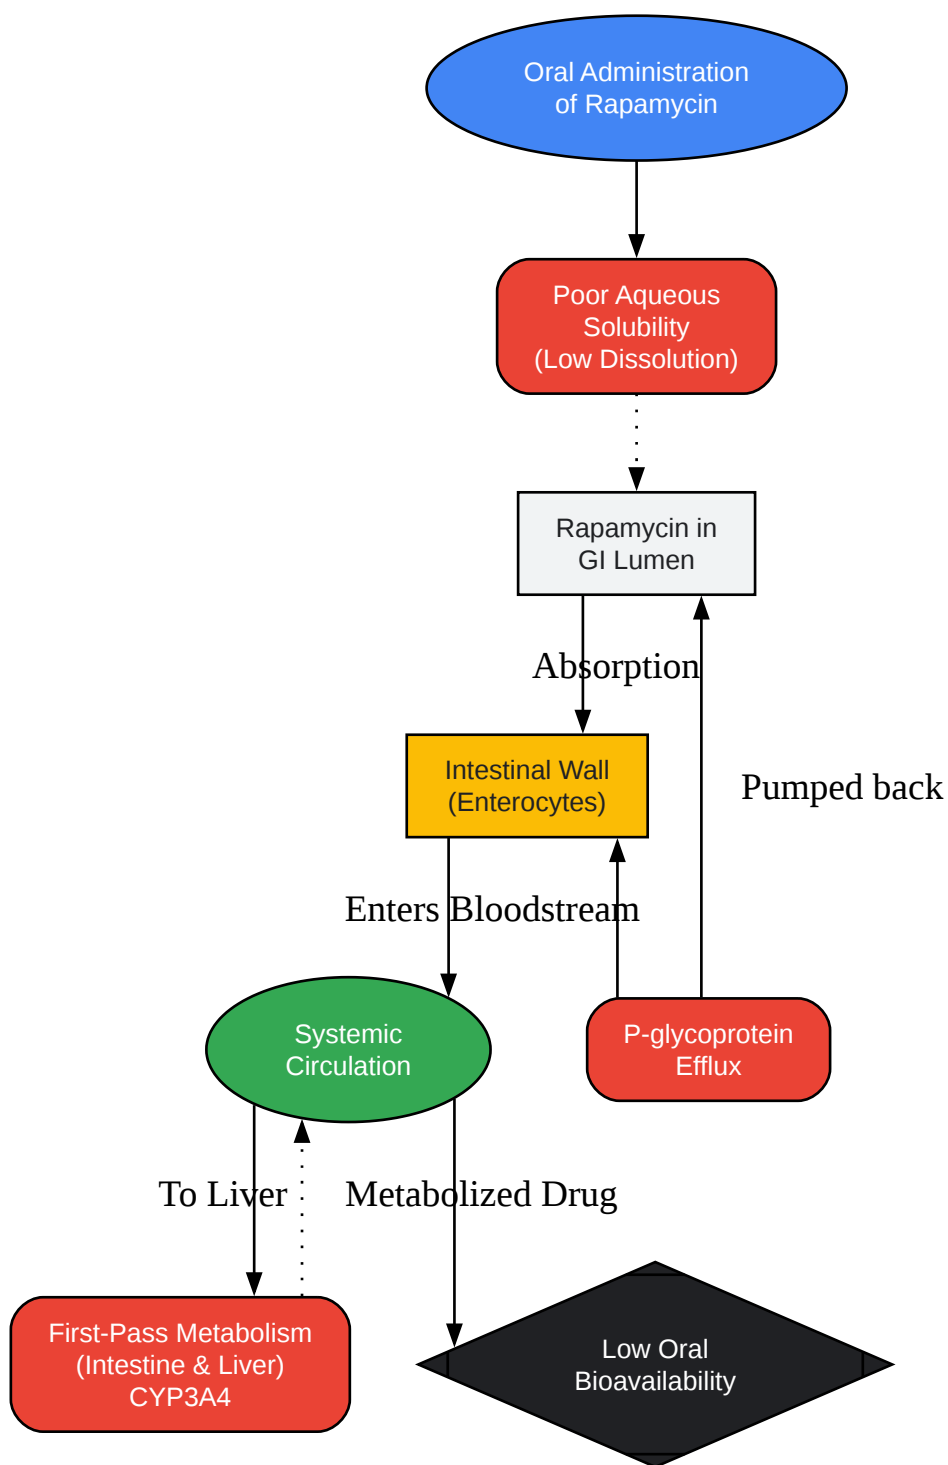 Oral Administration
of Rapamycin
Poor Aqueous
Solubility
(Low Dissolution)
Rapamycin in
GI Lumen
Absorption
Intestinal Wall
(Enterocytes)
Pumped back
Enters Bloodstream
Systemic
Circulation
P-glycoprotein
Efflux
To Liver
Metabolized Drug
First-Pass Metabolism
(Intestine & Liver)
CYP3A4
Low Oral
Bioavailability